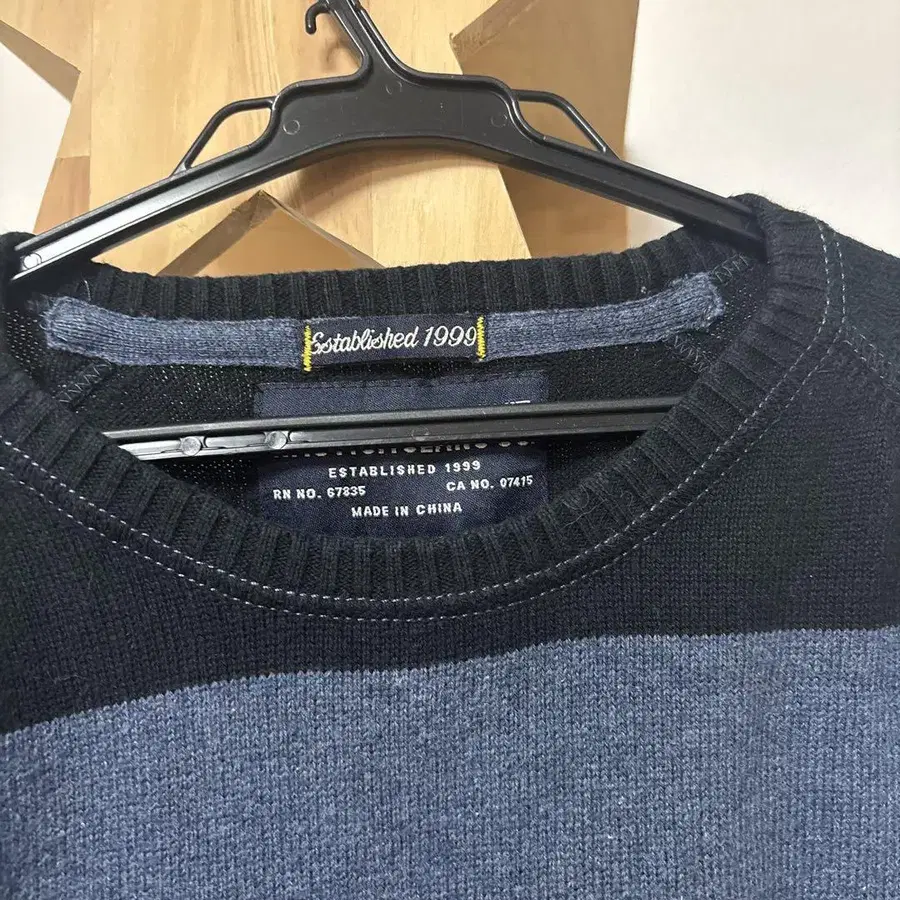 Established 1999
ESTABLISHED 1999
RN NO. 67835 CA NO. 07415
MADE IN CHINA